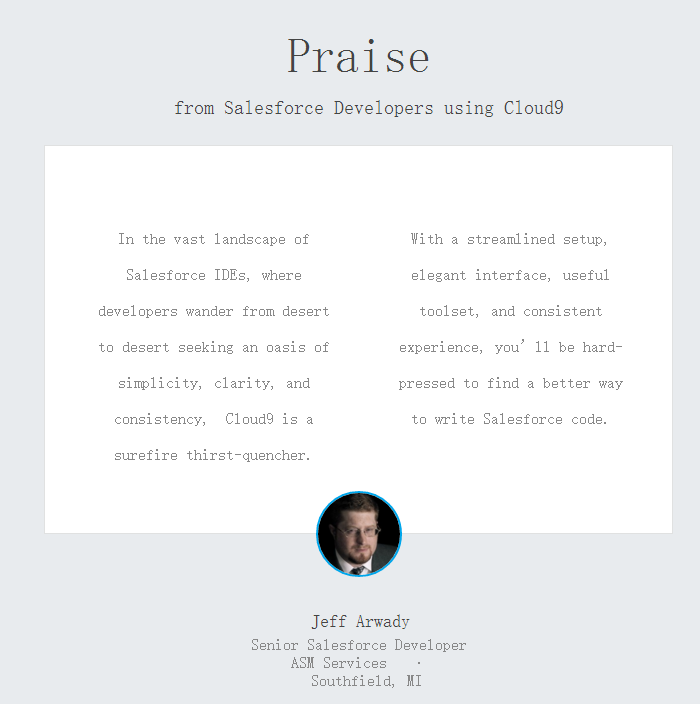 Praise
from Salesforce Developers using Cloud9
In the vast landscape of
Salesforce IDEs, where
developers wander from desert
to desert seeking an oasis of
simplicity, clarity, and
consistency,  Cloud9 is a
surefire thirst-quencher.
With a streamlined setup,
elegant interface, useful
toolset, and consistent
experience, you’ll be hard-
pressed to find a better way
to write Salesforce code.
Jeff Arwady
Senior Salesforce Developer
ASM Services ·
Southfield, MI